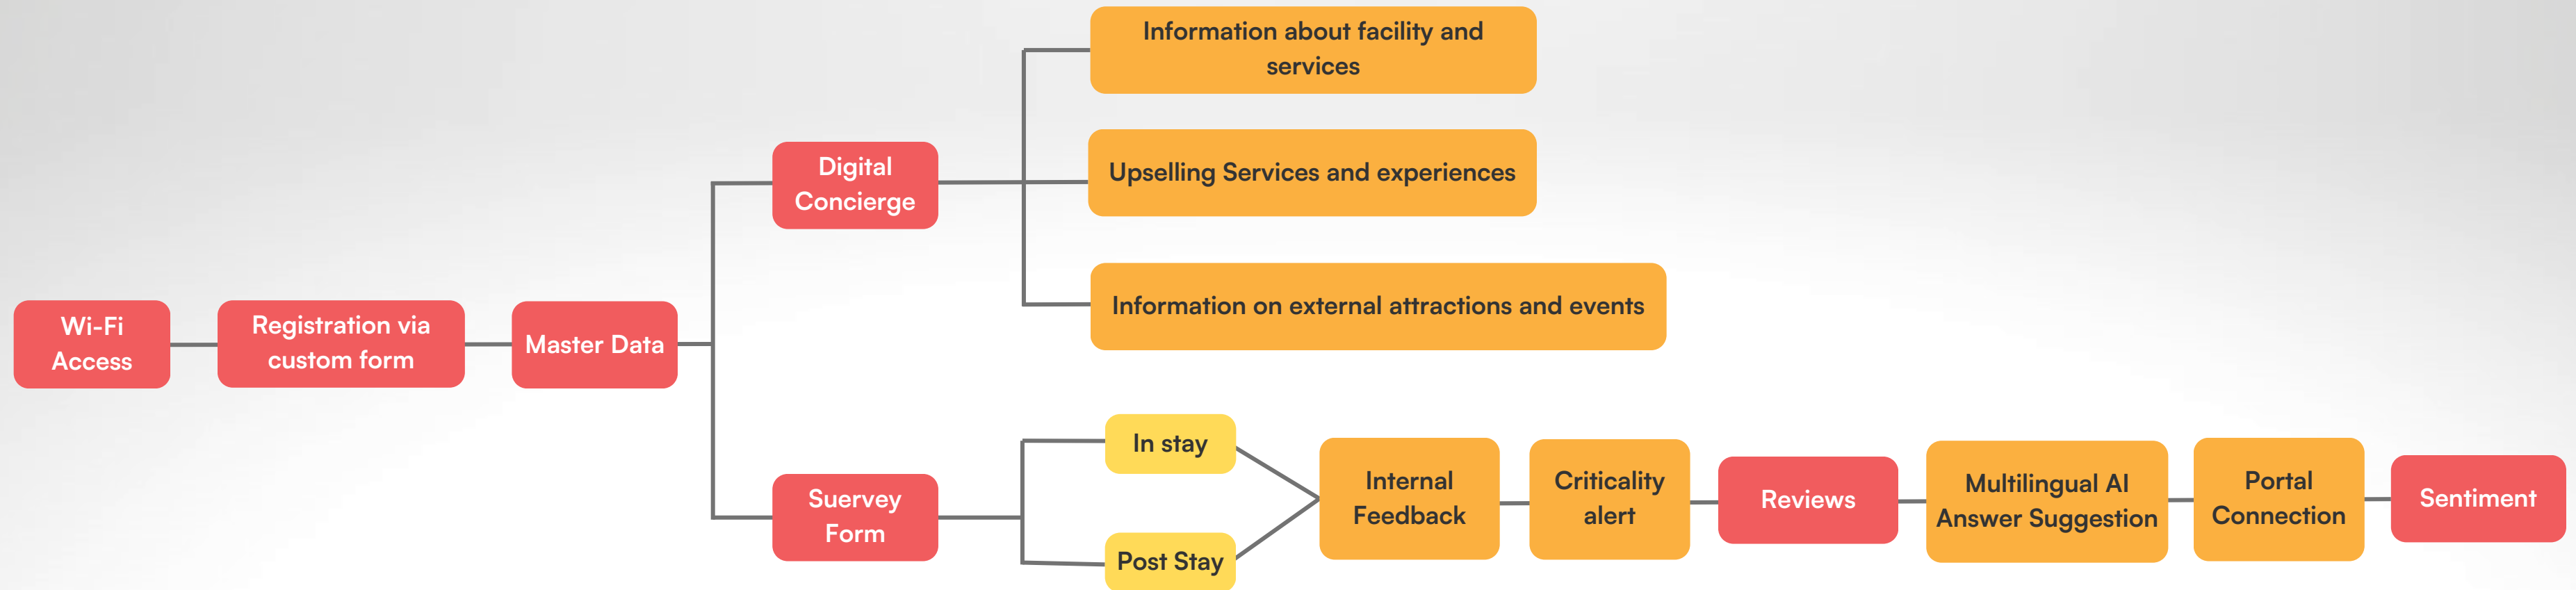 Information about facility and
services
Upselling Services and experiences
Digital
Concierge
Information on external attractions and events
Wi-Fi
Access
Registration via
custom form
Master Data
In stay
Post Stay
Suervey
Form
Internal
Feedback
Criticality
alert
Reviews
Multilingual AI
Answer Suggestion
Portal
Connection
Sentiment